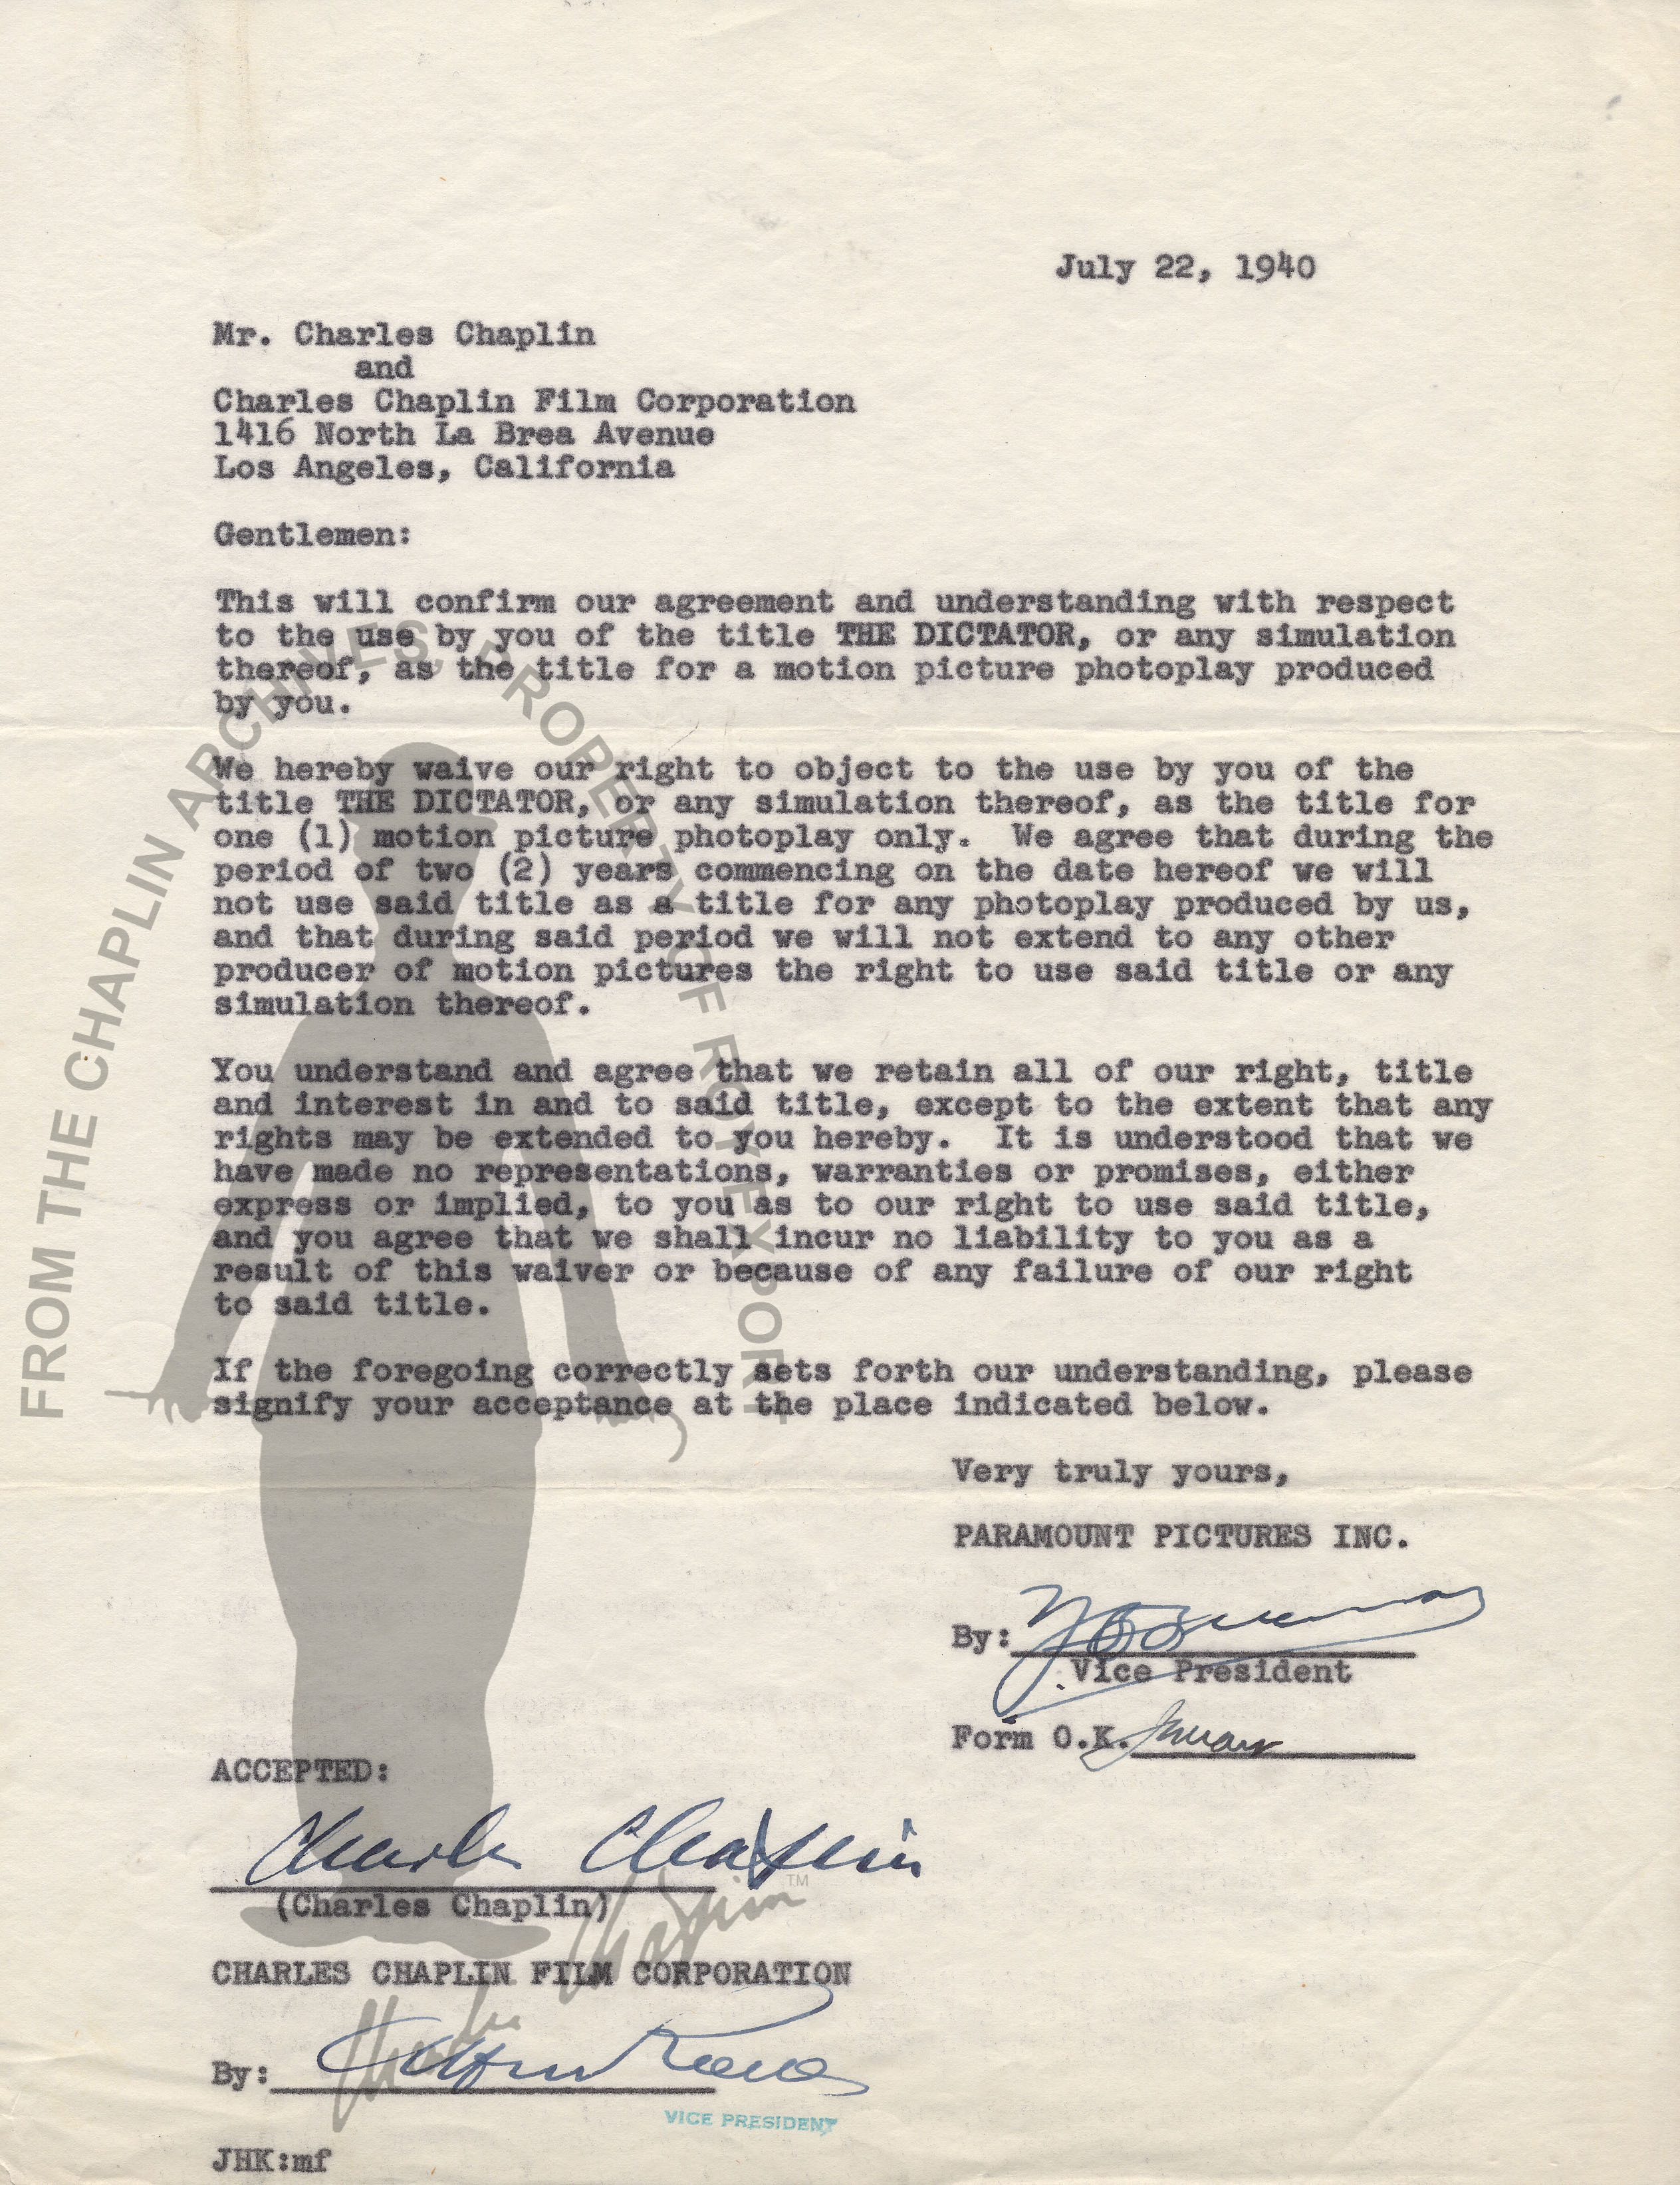 July 22, 1940
Mr. Charles Chaplin
and
Charles Chaplin Film Corporation
1416 North La Brea Avenue
Los Angeles, California
Gentlemen:
This will confirm our agreement and understanding with respect
to the use by you of the title THE DICTATOR, or any simulation
thereof, as the title for a motion picture photoplay produced
by you.
We hereby waive our right to object to the use by you of the
title THE DICTATOR, or any simulation thereof, as the title for
one (1) motion picture photoplay only. We agree that during the
period of two (2) years commencing on the date hereof we will
not use said title as a title for any photoplay produced by us,
and that during said period we will not extend to any other
producer of motion pictures the right to use said title or any
simulation thereof.
You understand and agree that we retain all of our right, title
and interest in and to said title, except to the extent that any
rights may be extended to you hereby. It is understood that we
have made no representations, warranties or promises, either
express or implied, to you as to our right to use said title,
and you agree that we shall incur no liability to you as a
result of this waiver or because of any failure of our right
to said title.
If the foregoing correctly sets forth our understanding, please
signify your acceptance at the place indicated below.
Very truly yours,
PARAMOUNT PICTURES INC.
By:
Vice President
Form O.K.
ACCEPTED:
Charles Chaplin
(Charles Chaplin)
CHARLES CHAPLIN FILM CORPORATION
By: Alfred Reeves
VICE PRESIDENT
JHK:mf
FROM THE CHAPLIN ARCHIVES, PROPERTY OF ROY EXPORT
Charles Chaplin™